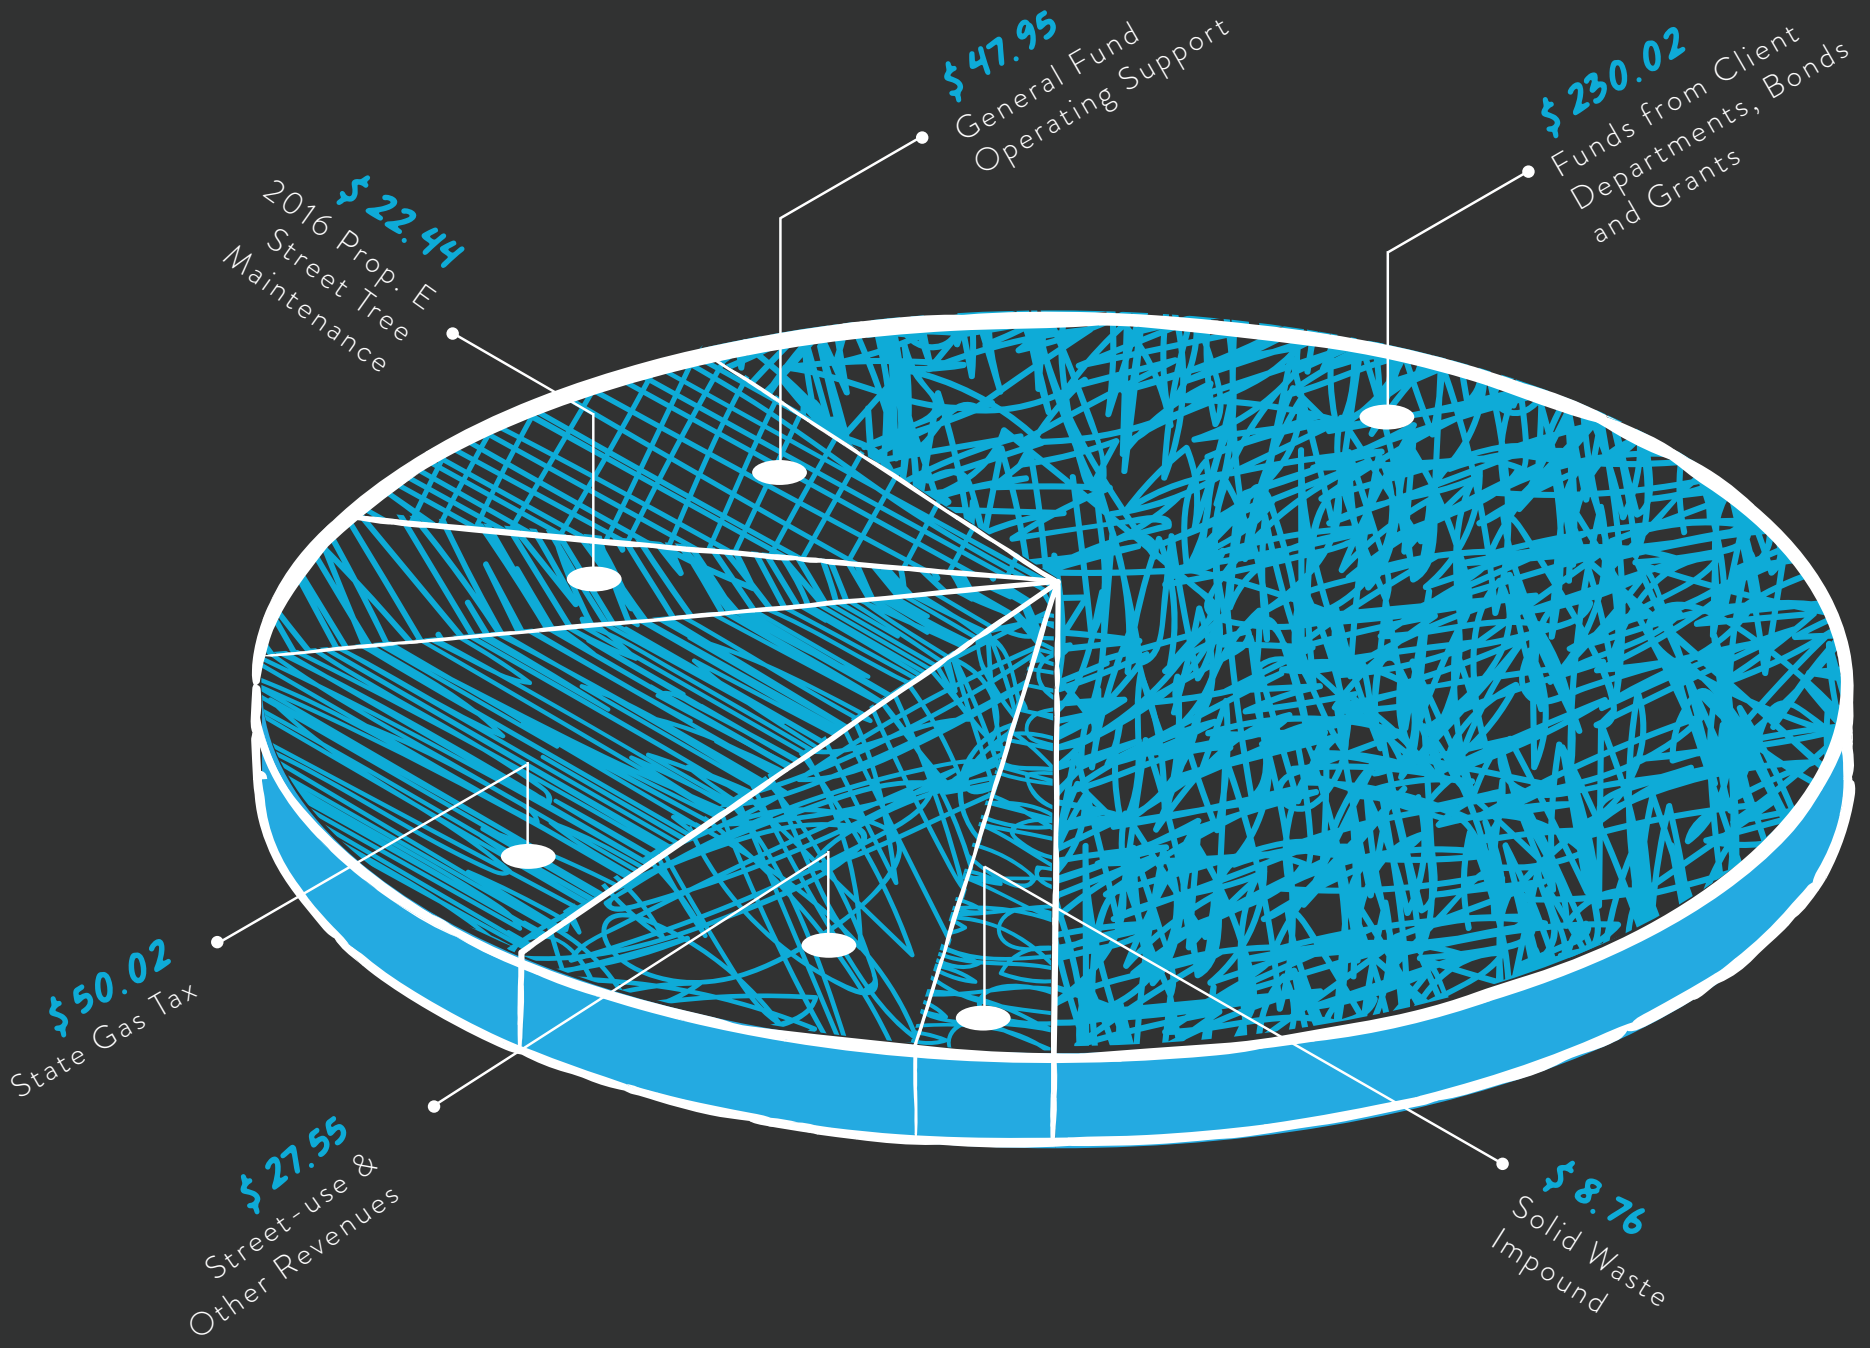 $ 47.95
General Fund
Operating Support
$ 230.02
Funds from Client
Departments, Bonds
and Grants
$ 22.44
2016 Prop. E
Street Tree
Maintenance
$ 50.02
State Gas Tax
$ 27.55
Street-use &
Other Revenues
$ 8.76
Solid Waste
Impound